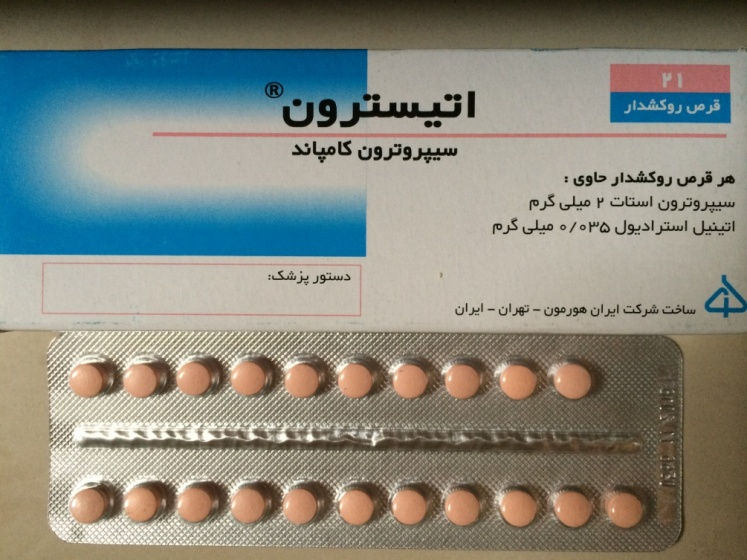 ۲۱
قرص روکشدار
اتیسترون®
سیپروترون کامپاند
هر قرص روکشدار حاوی :
سیپروترون استات ۲ میلی گرم
اتینیل استرادیول ۰/۰۳۵ میلی گرم
دستور پزشک:
ساخت شرکت ایران هورمون - تهران - ایران